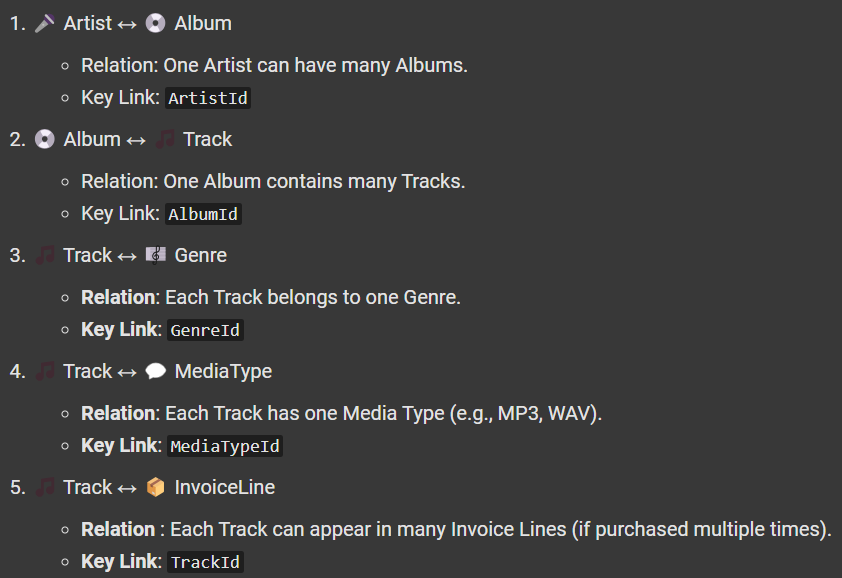 1. 🎤 Artist ↔ 💿 Album
○ Relation: One Artist can have many Albums.
○ Key Link: ArtistId
2. 💿 Album ↔ 🎵 Track
○ Relation: One Album contains many Tracks.
○ Key Link: AlbumId
3. 🎵 Track ↔ 🎼 Genre
○ Relation: Each Track belongs to one Genre.
○ Key Link: GenreId
4. 🎵 Track ↔ 💬 MediaType
○ Relation: Each Track has one Media Type (e.g., MP3, WAV).
○ Key Link: MediaTypeId
5. 🎵 Track ↔ 📦 InvoiceLine
○ Relation : Each Track can appear in many Invoice Lines (if purchased multiple times).
○ Key Link: TrackId